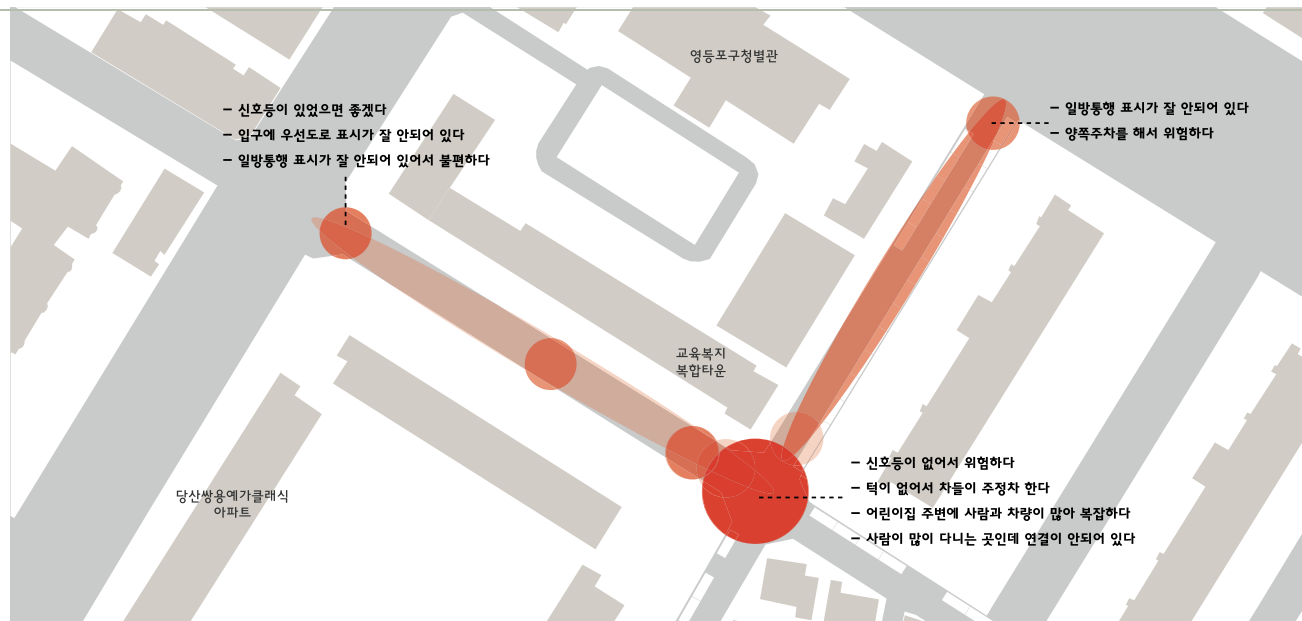 영등포구청별관
– 신호등이 있었으면 좋겠다
– 입구에 우선도로 표시가 잘 안되어 있다
– 일방통행 표시가 잘 안되어 있어서 불편하다
– 일방통행 표시가 잘 안되어 있다
– 양쪽주차를 해서 위험하다
교육복지
복합타운
당산쌍용예가클래식
아파트
– 신호등이 없어서 위험하다
– 턱이 없어서 차들이 주정차 한다
– 어린이집 주변에 사람과 차량이 많아 복잡하다
– 사람이 많이 다니는 곳인데 연결이 안되어 있다